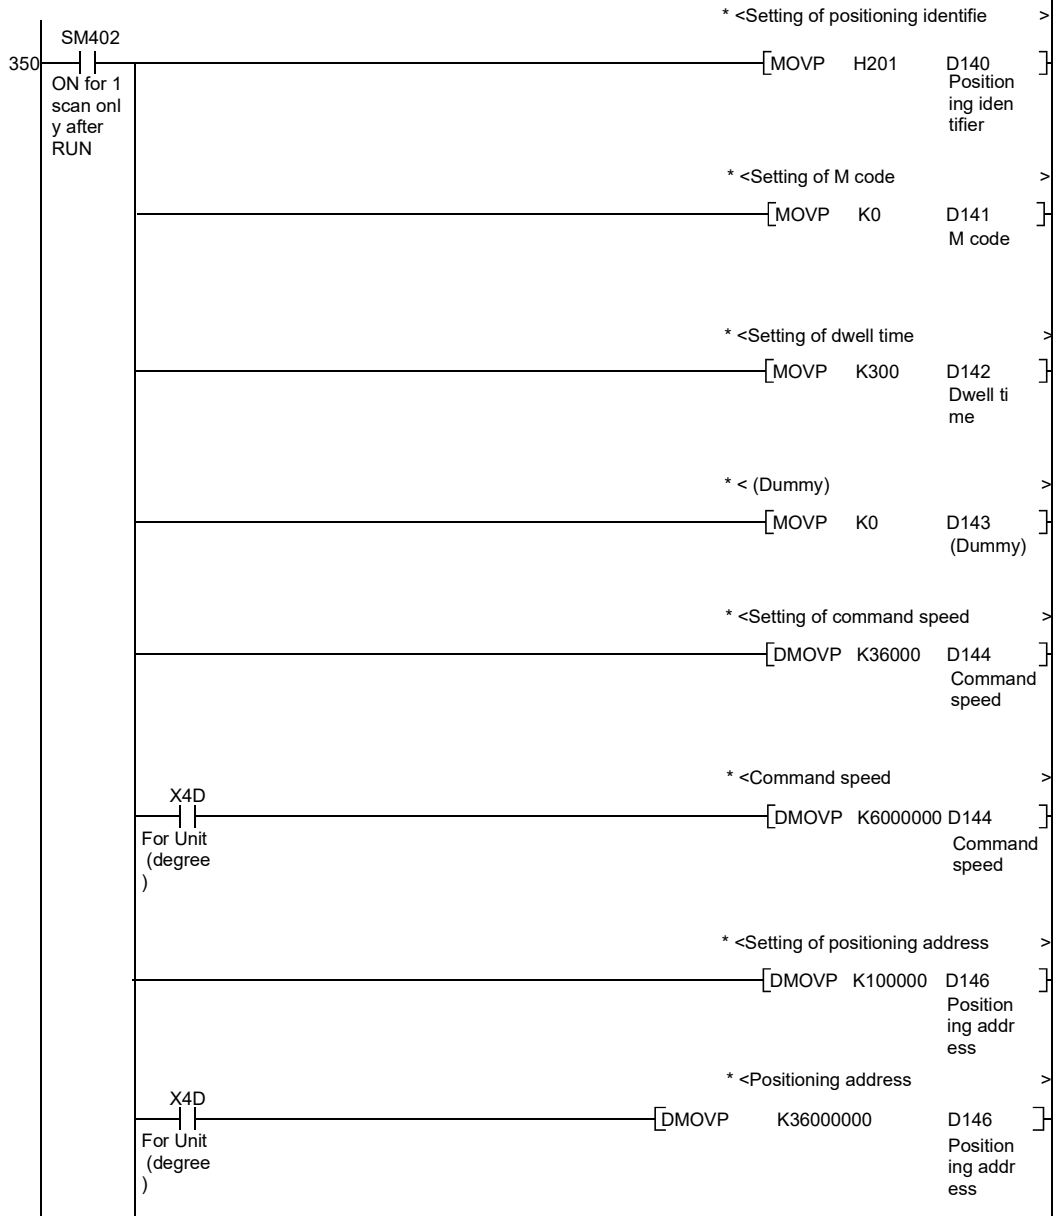 * <Setting of positioning identifie >
SM402
350
MOVP H201 D140
ON for 1
scan onl
y after
RUN
Position
ing iden
tifier
* <Setting of M code >
MOVP K0 D141
M code
* <Setting of dwell time >
MOVP K300 D142
Dwell ti
me
* < (Dummy) >
MOVP K0 D143
(Dummy)
* <Setting of command speed >
DMOVP K36000 D144
Command
speed
* <Command speed >
X4D
DMOVP K6000000 D144
For Unit
(degree
)
Command
speed
* <Setting of positioning address >
DMOVP K100000 D146
Position
ing addr
ess
* <Positioning address >
X4D
DMOVP K36000000 D146
For Unit
(degree
)
Position
ing addr
ess